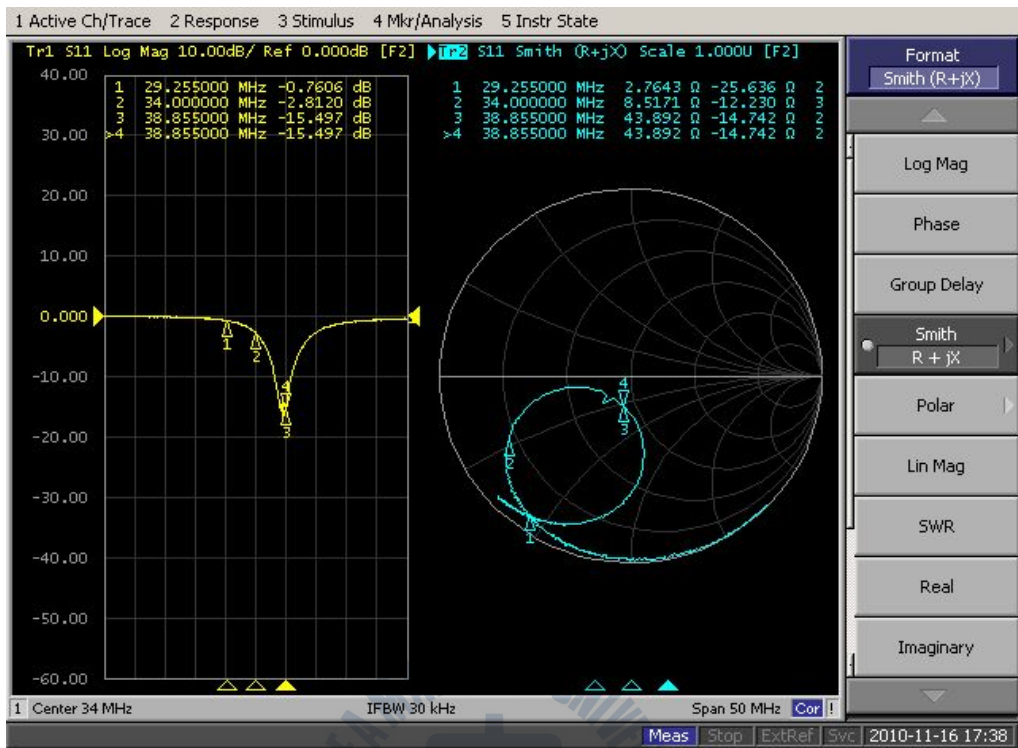 1 Active Ch/Trace 2 Response 3 Stimulus 4 Mkr/Analysis 5 Instr State
Tr1 S11 Log Mag 10.00dB/ Ref 0.000dB [F2]
40.00
1 29.255000 MHz -0.7606 dB
2 34.000000 MHz -2.8120 dB
3 38.855000 MHz -15.497 dB
>4 38.855000 MHz -15.497 dB
30.00
20.00
10.00
0.000
-10.00
-20.00
-30.00
-40.00
-50.00
-60.00
1
2
4
3
Tr2 S11 Smith (R+jX) Scale 1.000U [F2]
1 29.255000 MHz 2.7643 Ω -25.636 Ω 2
2 34.000000 MHz 8.5171 Ω -12.230 Ω 3
3 38.855000 MHz 43.892 Ω -14.742 Ω 2
>4 38.855000 MHz 43.892 Ω -14.742 Ω 2
4
3
2
1
1 Center 34 MHz IFBW 30 kHz Span 50 MHz Cor !
Meas Stop ExtRef Svc 2010-11-16 17:38
Format
Smith (R+jX)
Log Mag
Phase
Group Delay
Smith
R + jX
Polar
Lin Mag
SWR
Real
Imaginary